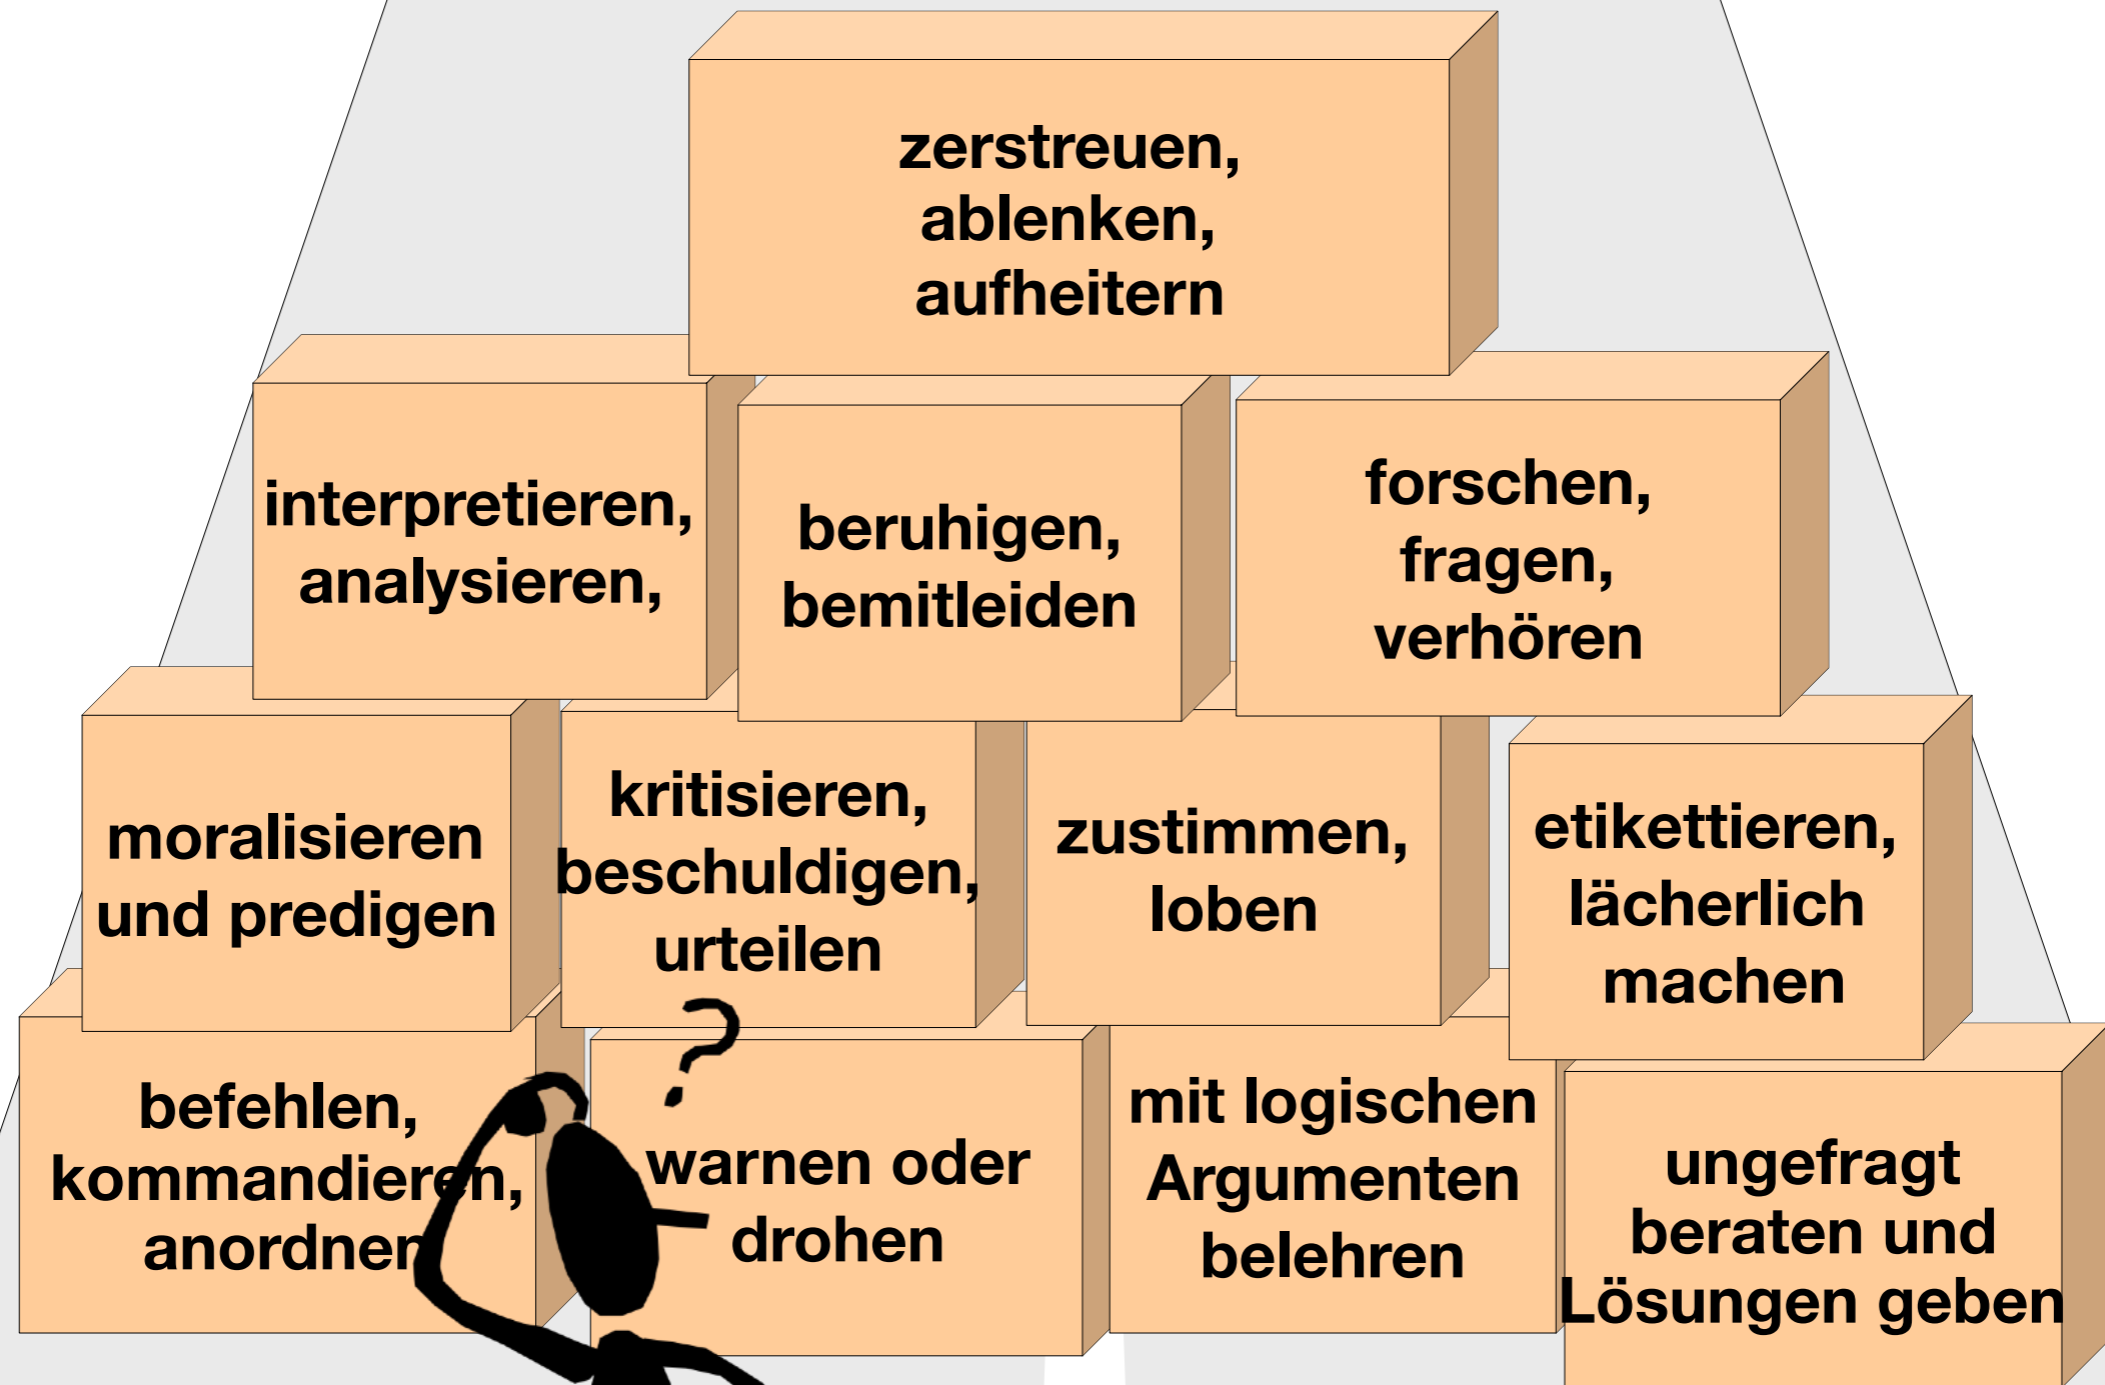 zerstreuen,
ablenken,
aufheitern
interpretieren,
analysieren,
beruhigen,
bemitleiden
forschen,
fragen,
verhören
moralisieren
und predigen
kritisieren,
beschuldigen,
urteilen
zustimmen,
loben
etikettieren,
lächerlich
machen
befehlen,
kommandieren,
anordnen
?
warnen oder
drohen
mit logischen
Argumenten
belehren
ungefragt
beraten und
Lösungen geben